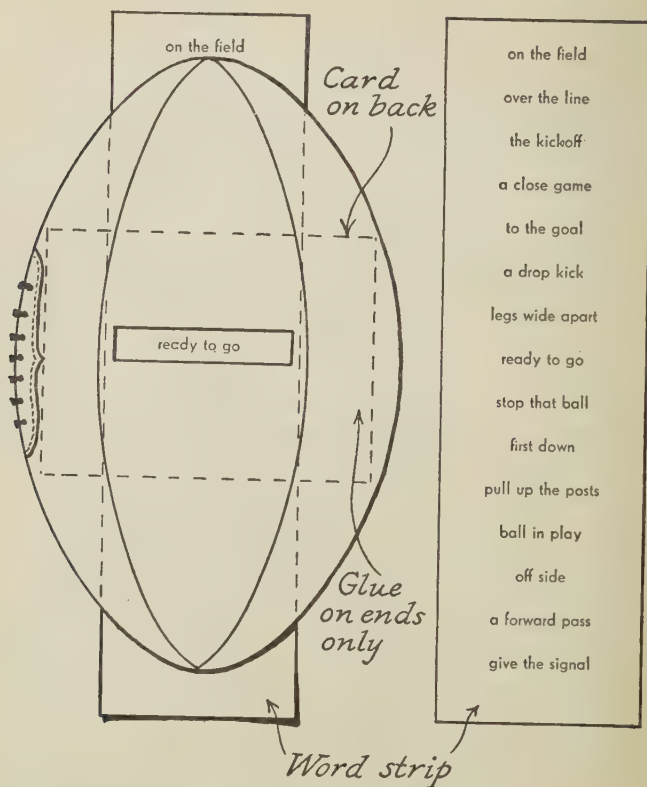 on the field
Card
on back
ready to go
Glue
on ends
only
Word strip
on the field
over the line
the kickoff
a close game
to the goal
a drop kick
legs wide apart
ready to go
stop that ball
first down
pull up the posts
ball in play
off side
a forward pass
give the signal